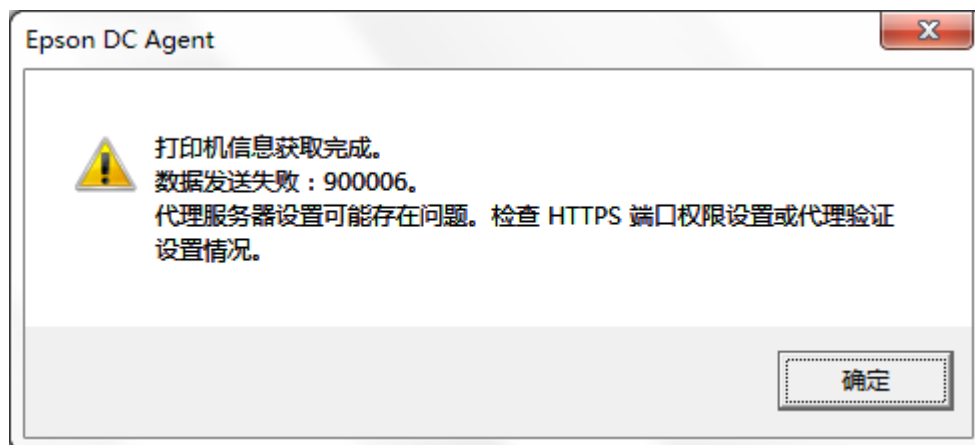 Epson DC Agent
打印机信息获取完成。
数据发送失败：900006。
代理服务器设置可能存在问题。检查 HTTPS 端口权限设置或代理验证
设置情况。
确定